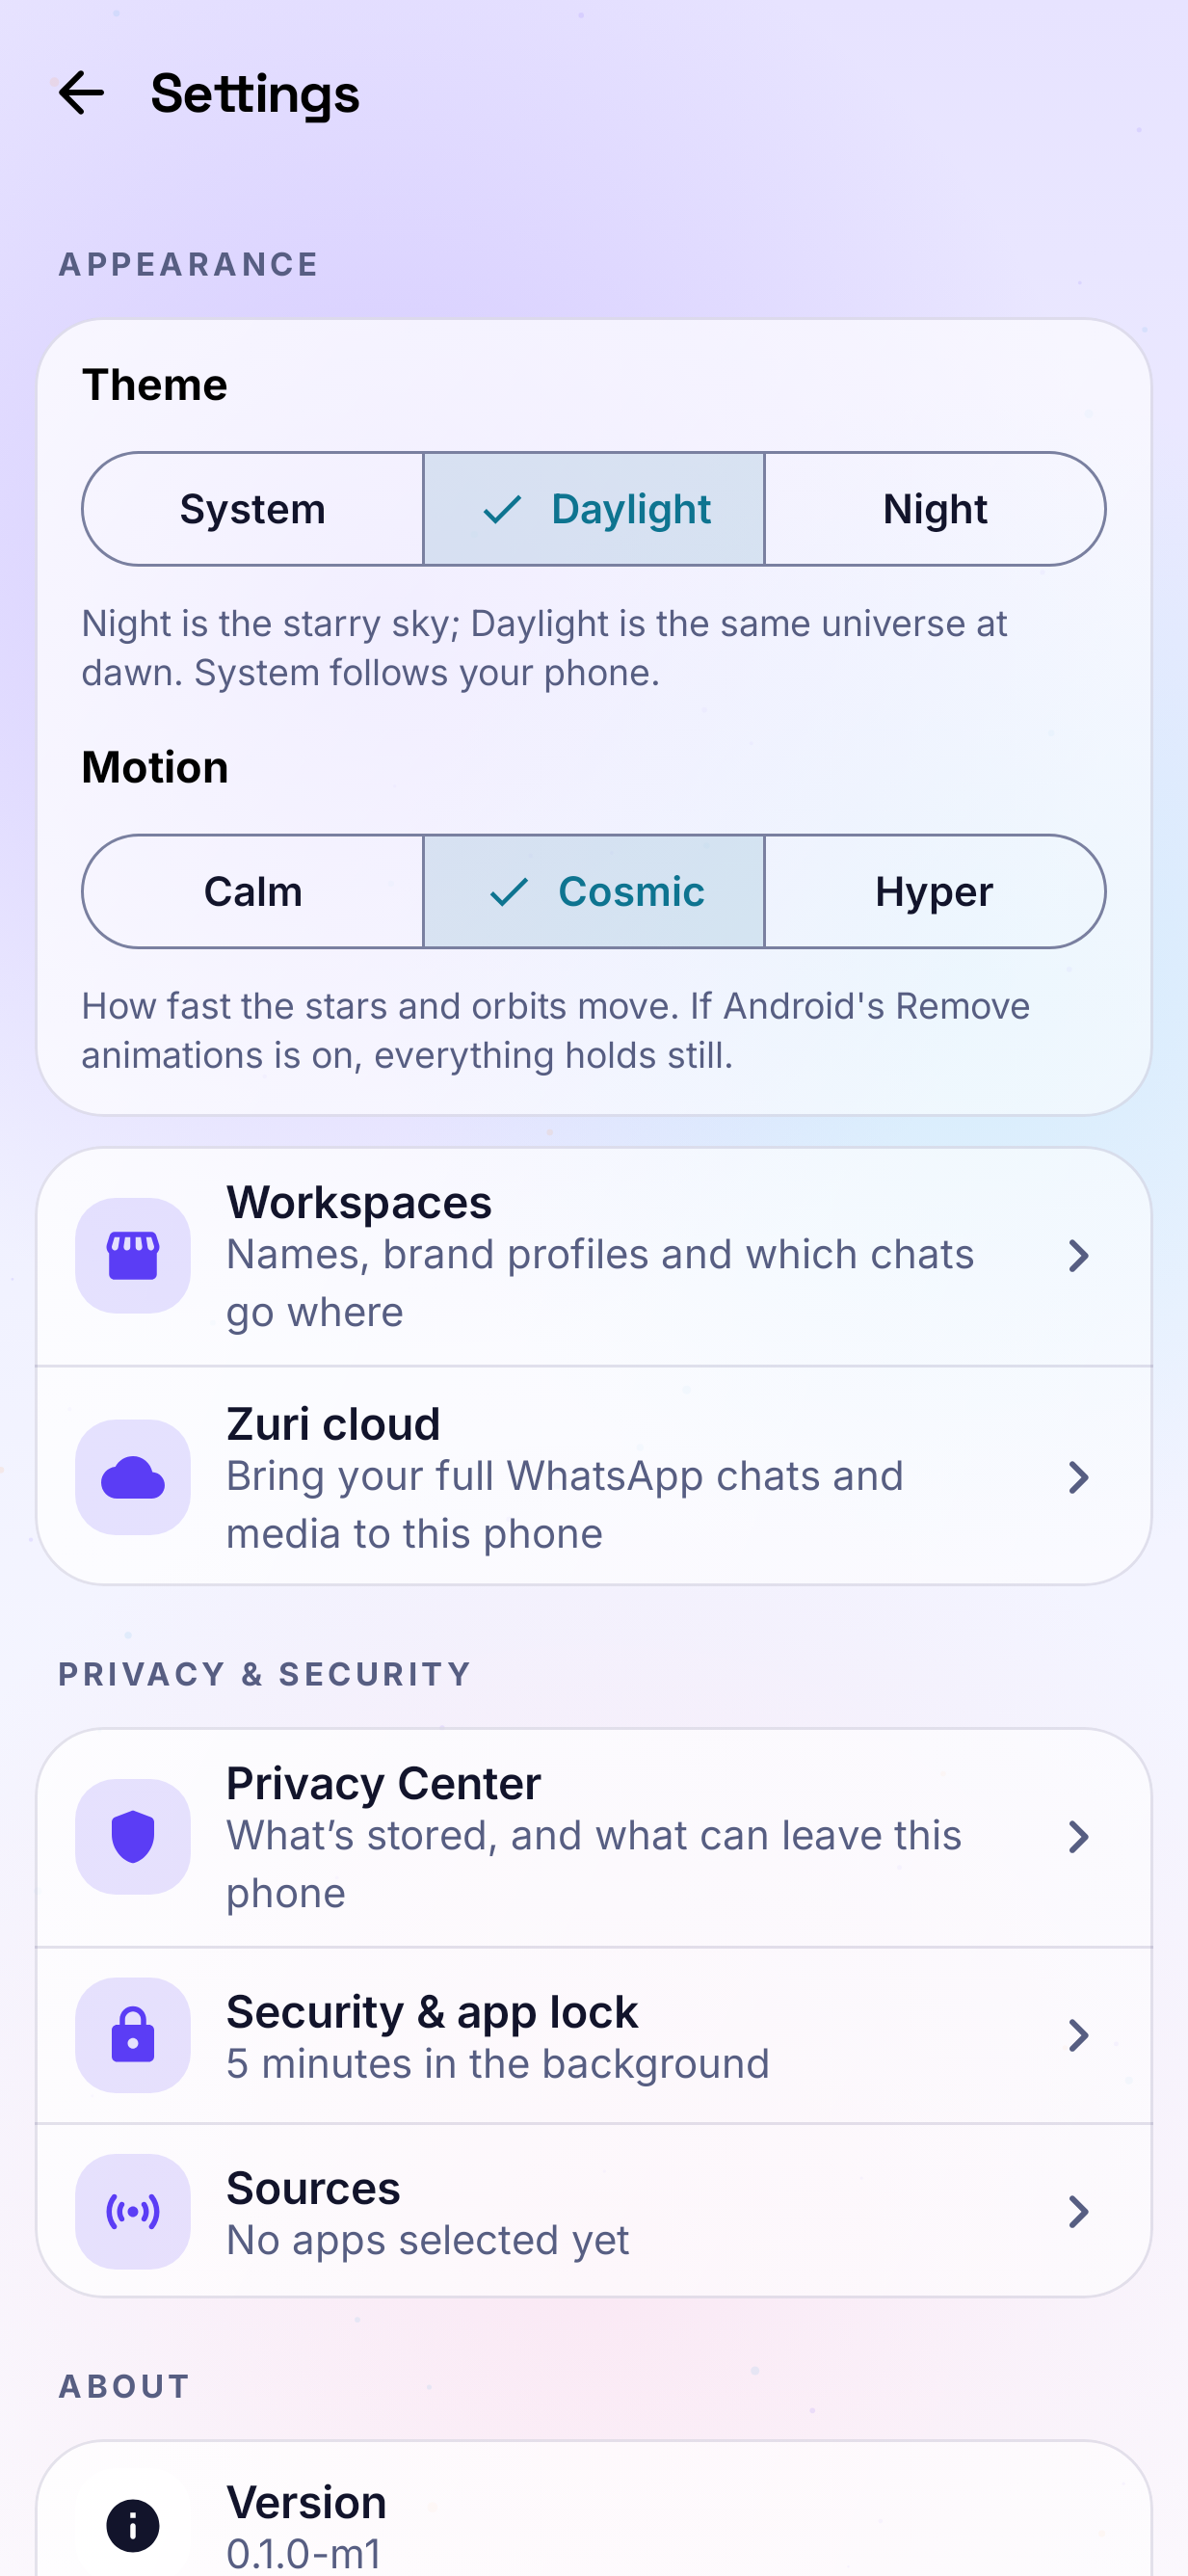 Settings
APPEARANCE
Theme
System
Daylight
Night
Night is the starry sky; Daylight is the same universe at
dawn. System follows your phone.
Motion
Calm
Cosmic
Hyper
How fast the stars and orbits move. If Android's Remove
animations is on, everything holds still.
Workspaces
Names, brand profiles and which chats
go where
Zuri cloud
Bring your full WhatsApp chats and
media to this phone
PRIVACY & SECURITY
Privacy Center
What’s stored, and what can leave this
phone
Security & app lock
5 minutes in the background
Sources
No apps selected yet
ABOUT
Version
0.1.0-m1